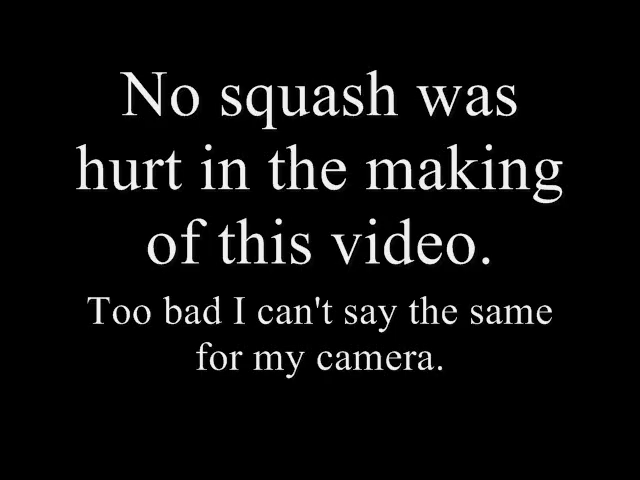 No squash was
hurt in the making
of this video.
Too bad I can't say the same
for my camera.